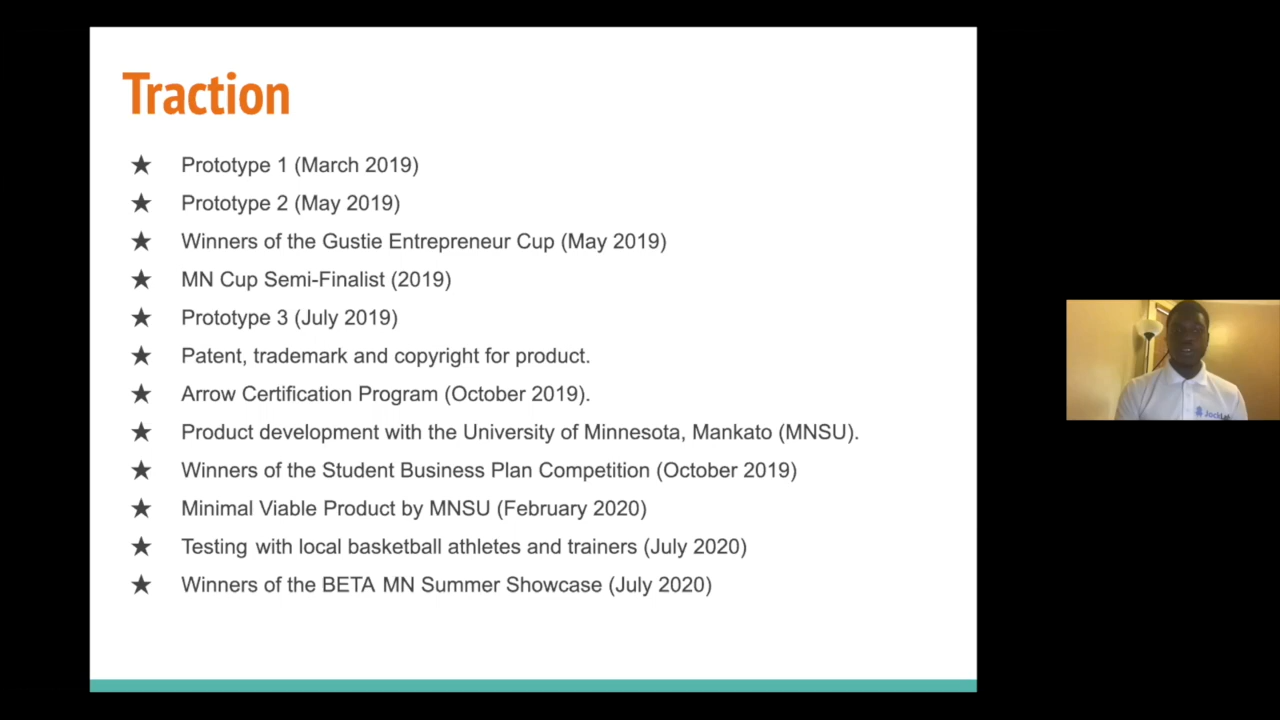 Traction
★ Prototype 1 (March 2019)
★ Prototype 2 (May 2019)
★ Winners of the Gustie Entrepreneur Cup (May 2019)
★ MN Cup Semi-Finalist (2019)
★ Prototype 3 (July 2019)
★ Patent, trademark and copyright for product.
★ Arrow Certification Program (October 2019).
★ Product development with the University of Minnesota, Mankato (MNSU).
★ Winners of the Student Business Plan Competition (October 2019)
★ Minimal Viable Product by MNSU (February 2020)
★ Testing with local basketball athletes and trainers (July 2020)
★ Winners of the BETA MN Summer Showcase (July 2020)